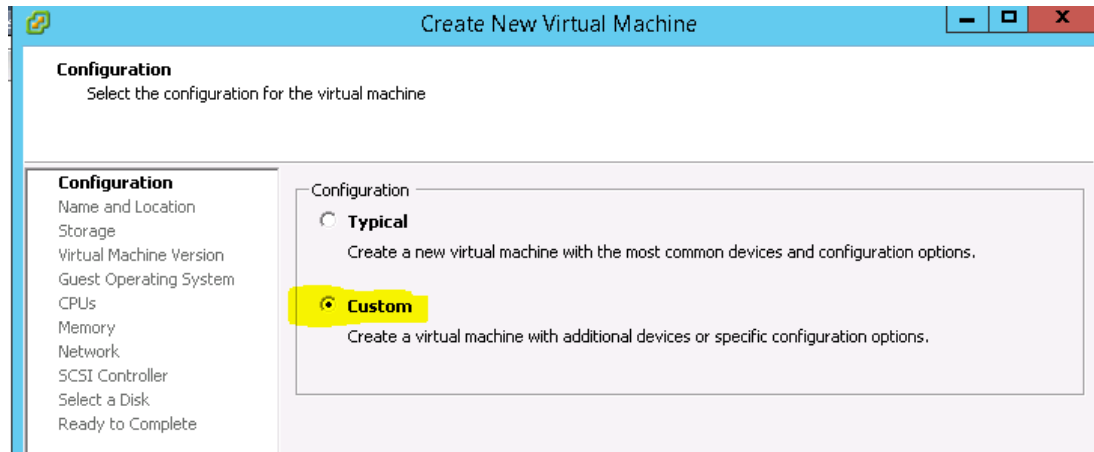 Create New Virtual Machine
Configuration
Select the configuration for the virtual machine
Configuration
Name and Location
Storage
Virtual Machine Version
Guest Operating System
CPUs
Memory
Network
SCSI Controller
Select a Disk
Ready to Complete
Configuration
Typical
Create a new virtual machine with the most common devices and configuration options.
Custom
Create a virtual machine with additional devices or specific configuration options.